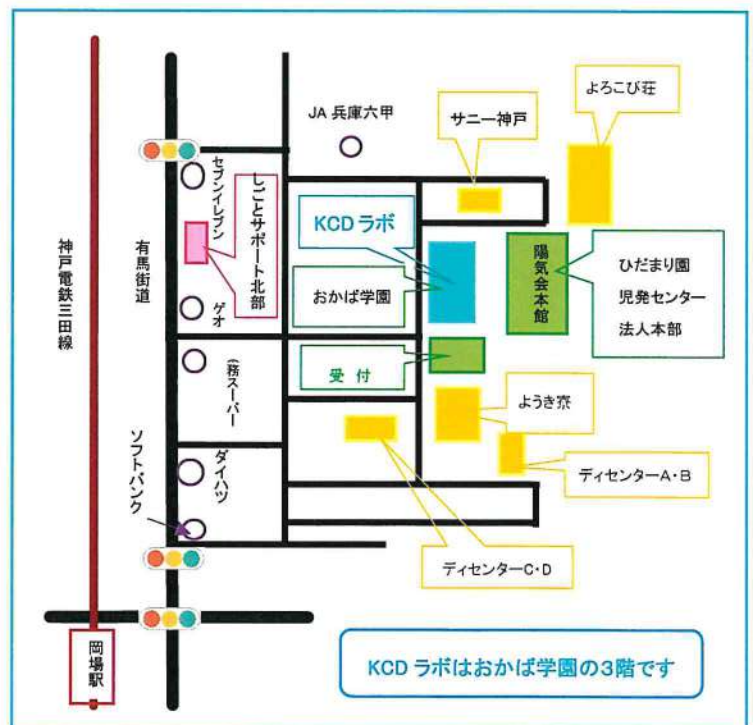 よろこび荘
JA 兵庫六甲
サニー神戸
セブンイレブン
しごとサポート北部
KCD ラボ
おかば学園
陽気会本館
ひだまり園
児発センター
法人本部
神戸電鉄三田線
有馬街道
ゲオ
受 付
(務スーパー
ようき寮
ソフトバンク
ダイハツ
ディセンターA・B
ディセンターC・D
岡場駅
KCD ラボはおかば学園の3階です